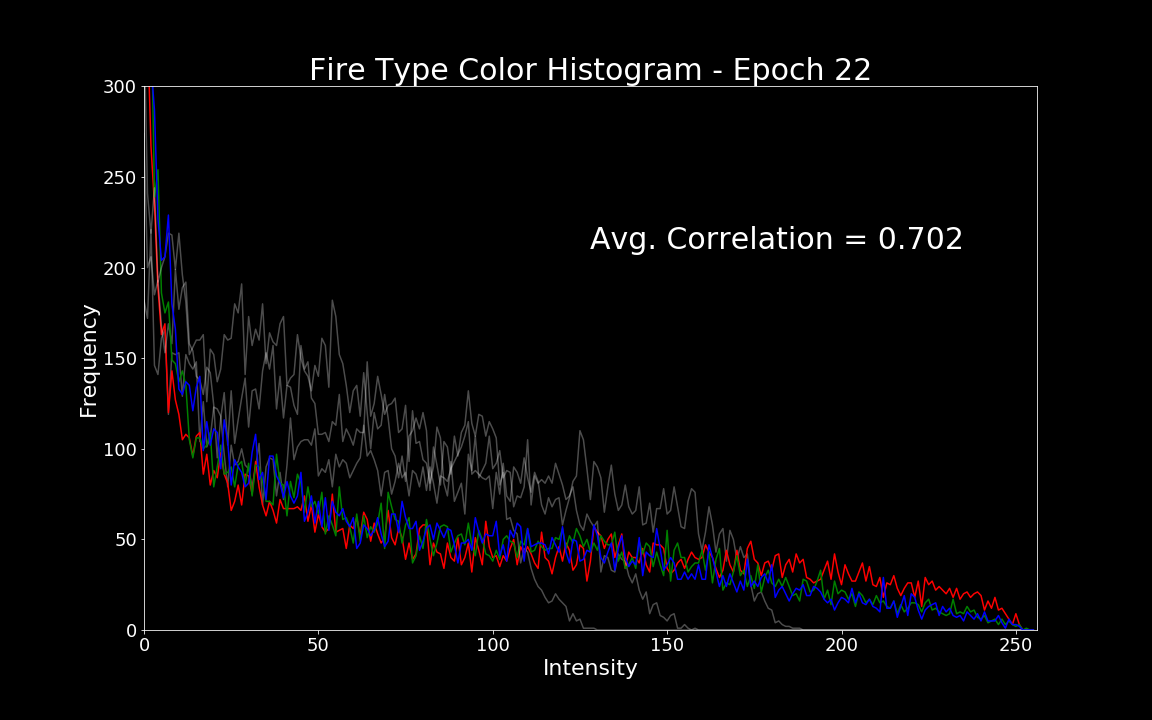 Fire Type Color Histogram - Epoch 22
300
250
200
150
100
50
0
Frequency
Avg. Correlation = 0.702
0 50 100 150 200 250
Intensity